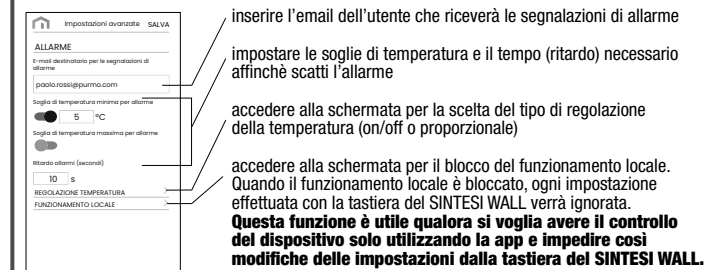 Impostazioni avanzate SALVA
ALLARME
E-mail destinatario per le segnalazioni di
allarme
paolo.rossi@purmo.com
Soglia di temperatura minima per allarme
5 °C
Soglia di temperatura massima per allarme
Ritardo allarmi (secondi)
10 s
REGOLAZIONE TEMPERATURA
FUNZIONAMENTO LOCALE
inserire l'email dell'utente che riceverà le segnalazioni di allarme
impostare le soglie di temperatura e il tempo (ritardo) necessario
affinchè scatti l'allarme
accedere alla schermata per la scelta del tipo di regolazione
della temperatura (on/off o proporzionale)
accedere alla schermata per il blocco del funzionamento locale.
Quando il funzionamento locale è bloccato, ogni impostazione
effettuata con la tastiera del SINTESI WALL verrà ignorata.
Questa funzione è utile qualora si voglia avere il controllo
del dispositivo solo utilizzando la app e impedire così
modifiche delle impostazioni dalla tastiera del SINTESI WALL.